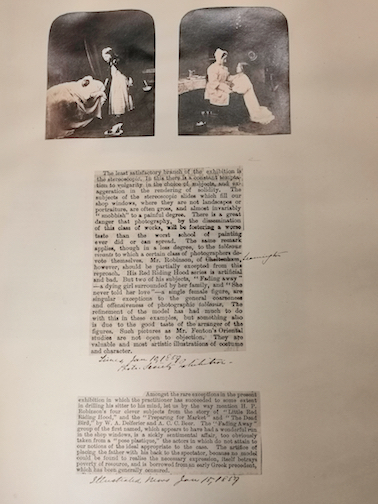 The least satisfactory branch of the exhibition is
the stereoscopic. In this there is a constant tempta-
tion to vulgarity in the choice of subjects, and exag-
geration in the rendering of solidity. The
subjects of the stereoscopic slides which fill our
shop windows, where they are not landscapes or
portraiture, are often gross, and almost invariably
"snobbish" to a painful degree. There is a great
danger that photography, by the dissemination
of this class of works, will be fostering a worse
taste than the worst school of painting
ever did or can spread. The same remark
applies, though in a less degree, to the tableaux
to which a certain class of photographers de-
vote themselves. Mr. Robinson, of
however, should be partially excepted from this
reproach. His Red Riding Hood series is artificial
and bad. But two of his subjects, "Fading away"
—a dying girl surrounded by her family, and "She
never told her love"—a single female figure, are
singular exceptions to the general coarseness
and offensiveness of photographic tableaux. The
refinement of the model has had much to do
with this in these examples, but something also
is due to the good taste of the arranger of the
figures. Such pictures as Mr. Fenton's Oriental
studies are not open to objection. They are
valuable and most artistic illustrations of costume
and character.
Times Jan 10 1859
Photo Society's Exhibition
Amongst the rare exceptions in the present
exhibition in which the practitioner has succeeded to some extent
in drilling his sitter to his mind, let us by the way mention H. P.
Robinson's four clever subjects from the story of "Little Red
Riding Hood," and the "Preparing for Market" and "The Dead
Bird," by W. A. Delferier and A. C. C. Beer. The "Fading Away"
group of the first named, which appears to have had a wonderful run
in the shop windows, is a sickly sentimental affair, too obviously
taken from a "pose plastique," the actors in which do not attain to
our notions of the ideal appropriate to the case. The artifice of
placing the father with his back to the spectator, because no model
could be found to realise the necessary expression, itself betrays
poverty of resource, and is borrowed from an early Greek precedent,
which has been generally censured.
Illustrated News Jan 15 1859